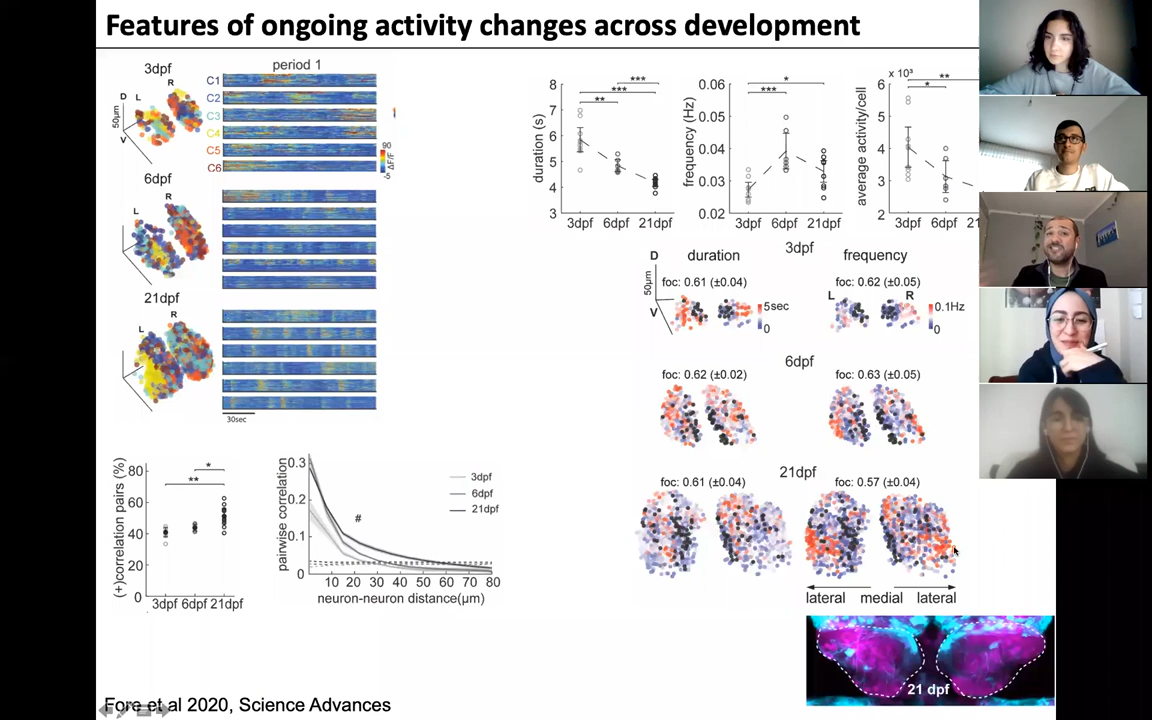 Features of ongoing activity changes across development
period 1
3dpf
R
D
L
50µm
V
C1
C2
C3
C4
C5
C6
90
ΔF/F
-5
6dpf
R
L
21dpf
R
L
30sec
duration (s)
8
7
6
5
4
3
***
***
**
3dpf
6dpf
21dpf
frequency (Hz)
0.06
0.05
0.04
0.03
0.02
*
***
3dpf
6dpf
21dpf
x 10³
average activity/cell
6
5
4
3
2
**
*
3dpf
6dpf
21
3dpf
D
duration
frequency
50µm
V
foc: 0.61 (±0.04)
foc: 0.62 (±0.05)
L
R
5sec
0
0.1Hz
0
6dpf
foc: 0.62 (±0.02)
foc: 0.63 (±0.05)
21dpf
foc: 0.61 (±0.04)
foc: 0.57 (±0.04)
lateral medial lateral
21 dpf
(+)correlation pairs (%)
80
60
40
20
0
*
**
3dpf 6dpf 21dpf
pairwise correlation
0.3
0.2
0.1
0
3dpf
6dpf
21dpf
#
10 20 30 40 50 60 70 80
neuron-neuron distance(µm)
Fore et al 2020, Science Advances